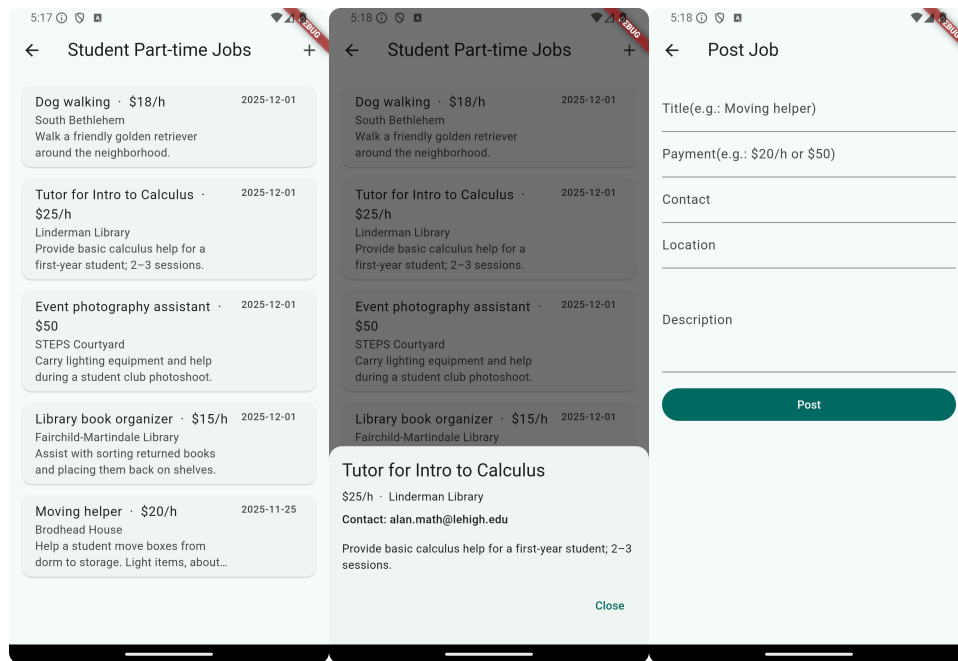 5:17
Student Part-time Jobs
Dog walking · $18/h
2025-12-01
South Bethlehem
Walk a friendly golden retriever
around the neighborhood.
Tutor for Intro to Calculus ·
$25/h
2025-12-01
Linderman Library
Provide basic calculus help for a
first-year student; 2–3 sessions.
Event photography assistant ·
$50
2025-12-01
STEPS Courtyard
Carry lighting equipment and help
during a student club photoshoot.
Library book organizer · $15/h
2025-12-01
Fairchild-Martindale Library
Assist with sorting returned books
and placing them back on shelves.
Moving helper · $20/h
2025-11-25
Brodhead House
Help a student move boxes from
dorm to storage. Light items, about…
5:18
Student Part-time Jobs
Dog walking · $18/h
2025-12-01
South Bethlehem
Walk a friendly golden retriever
around the neighborhood.
Tutor for Intro to Calculus ·
$25/h
2025-12-01
Linderman Library
Provide basic calculus help for a
first-year student; 2–3 sessions.
Event photography assistant ·
$50
2025-12-01
STEPS Courtyard
Carry lighting equipment and help
during a student club photoshoot.
Library book organizer · $15/h
2025-12-01
Fairchild-Martindale Library
Tutor for Intro to Calculus
$25/h · Linderman Library
Contact: alan.math@lehigh.edu
Provide basic calculus help for a first-year student; 2–3
sessions.
Close
5:18
Post Job
Title(e.g.: Moving helper)
Payment(e.g.: $20/h or $50)
Contact
Location
Description
Post